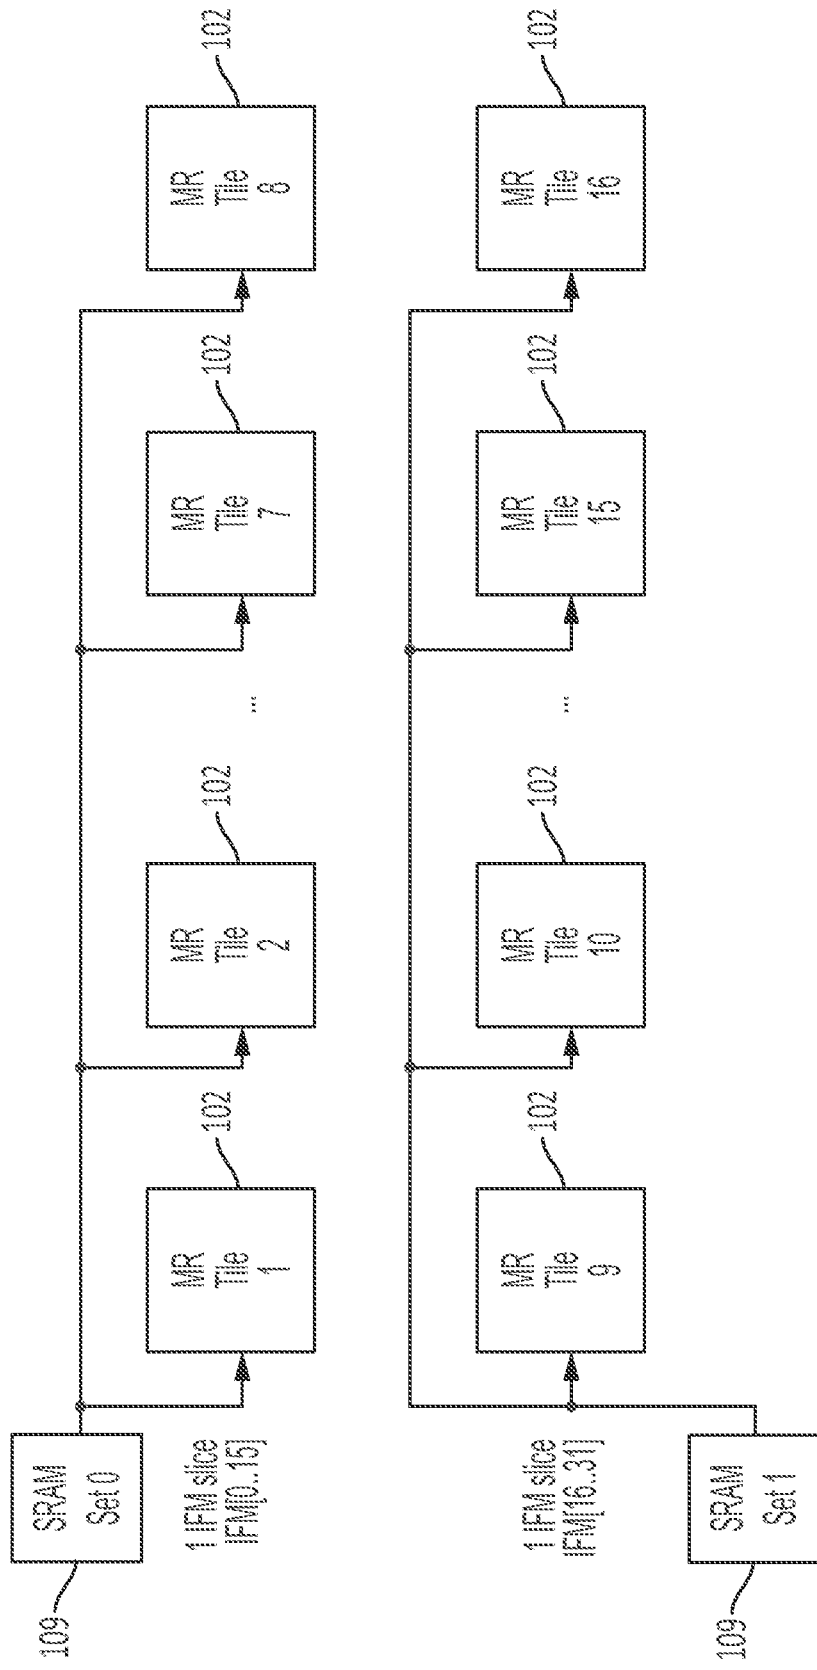 109
SRAM
Set 0
1 IFM slice
IFM[0..15]
102
MR
Tile
1
102
MR
Tile
2
...
102
MR
Tile
7
102
MR
Tile
8
1 IFM slice
IFM[16..31]
102
MR
Tile
9
102
MR
Tile
10
...
102
MR
Tile
15
102
MR
Tile
16
109
SRAM
Set 1